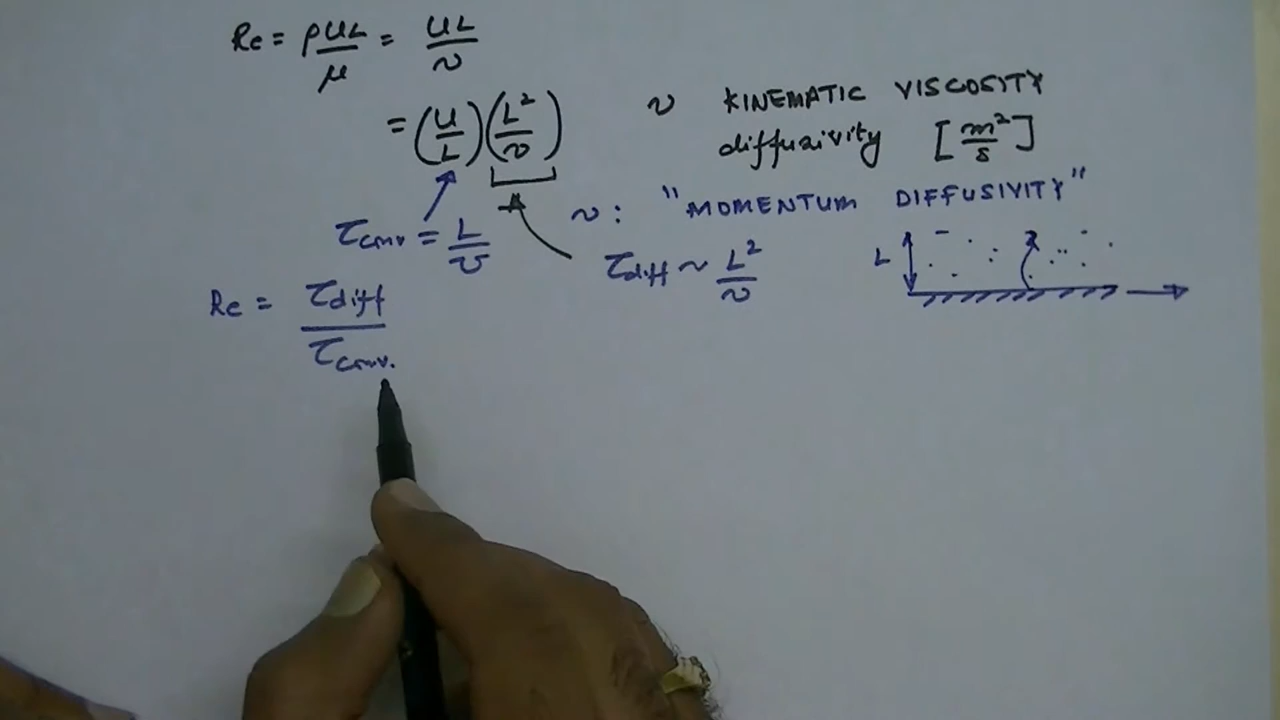 Re = ρUL/μ = UL/ν
= (U/L)(L²/ν)
ν KINEMATIC VISCOSITY
diffusivity [m²/s]
ν: "MOMENTUM DIFFUSIVITY"
τconv = L/U
τdiff ~ L²/ν
L
Re = τdiff/τconv.